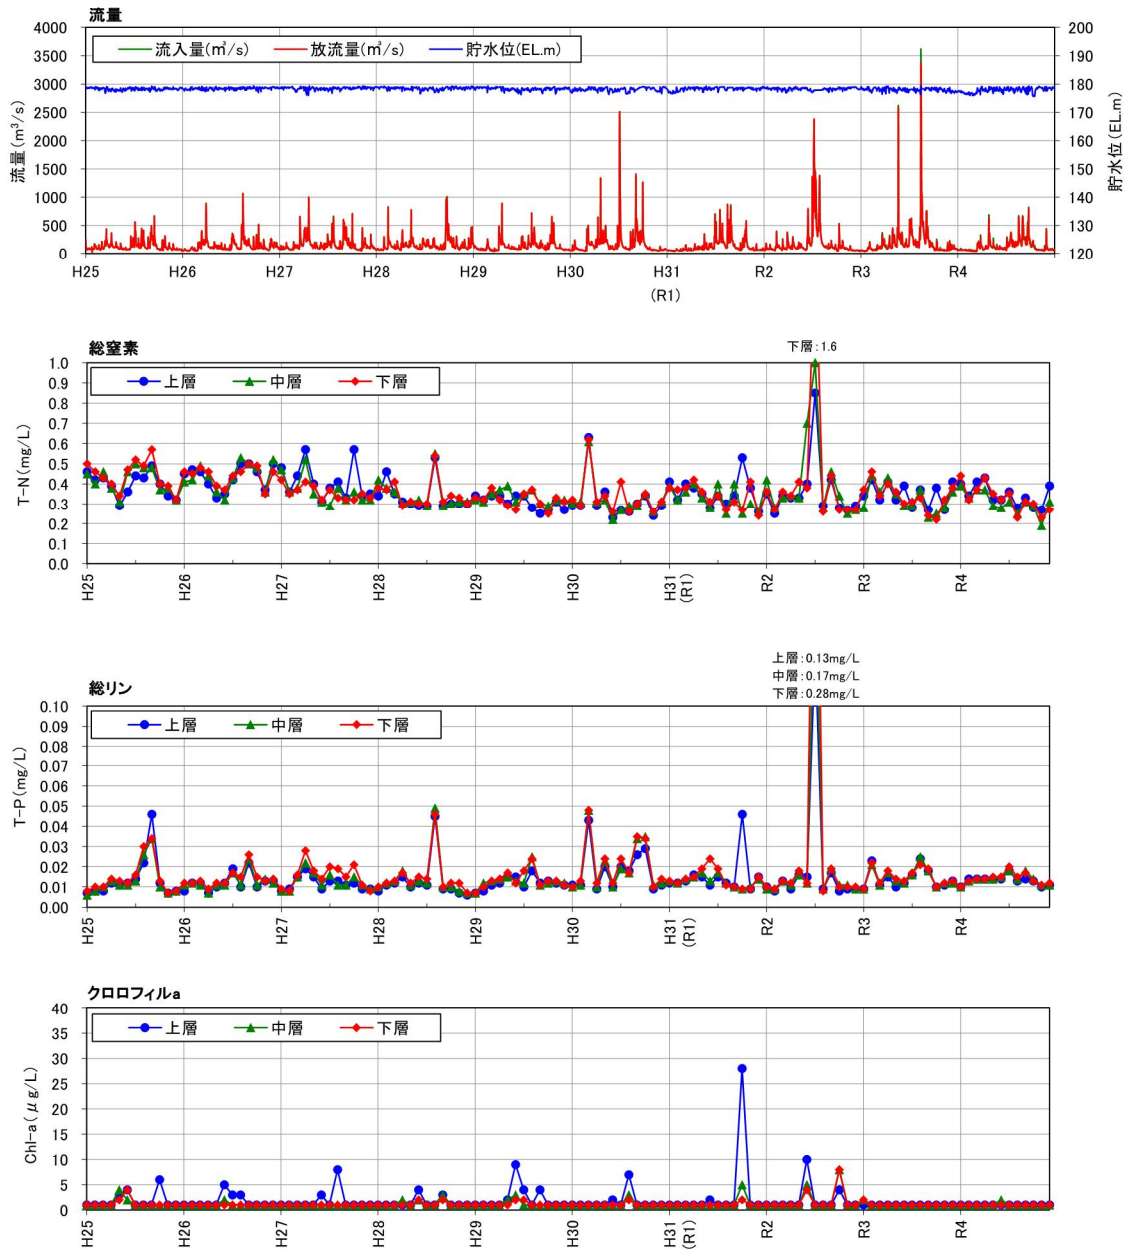 流量
流入量(㎥/s) 放流量(㎥/s) 貯水位(EL.m)
4000 3500 3000 2500 2000 1500 1000 500 0
流量(m³/s)
200 190 180 170 160 150 140 130 120
貯水位(EL.m)
H25 H26 H27 H28 H29 H30 H31 R2 R3 R4
(R1)
総窒素
下層:1.6
上層 中層 下層
1.0 0.9 0.8 0.7 0.6 0.5 0.4 0.3 0.2 0.1 0.0
T-N(mg/L)
H25 H26 H27 H28 H29 H30 H31 (R1) R2 R3 R4
上層:0.13mg/L
中層:0.17mg/L
下層:0.28mg/L
総リン
上層 中層 下層
0.10 0.09 0.08 0.07 0.06 0.05 0.04 0.03 0.02 0.01 0.00
T-P(mg/L)
H25 H26 H27 H28 H29 H30 H31 (R1) R2 R3 R4
クロロフィルa
上層 中層 下層
40 35 30 25 20 15 10 5 0
Chl-a(μg/L)
H25 H26 H27 H28 H29 H30 H31 (R1) R2 R3 R4